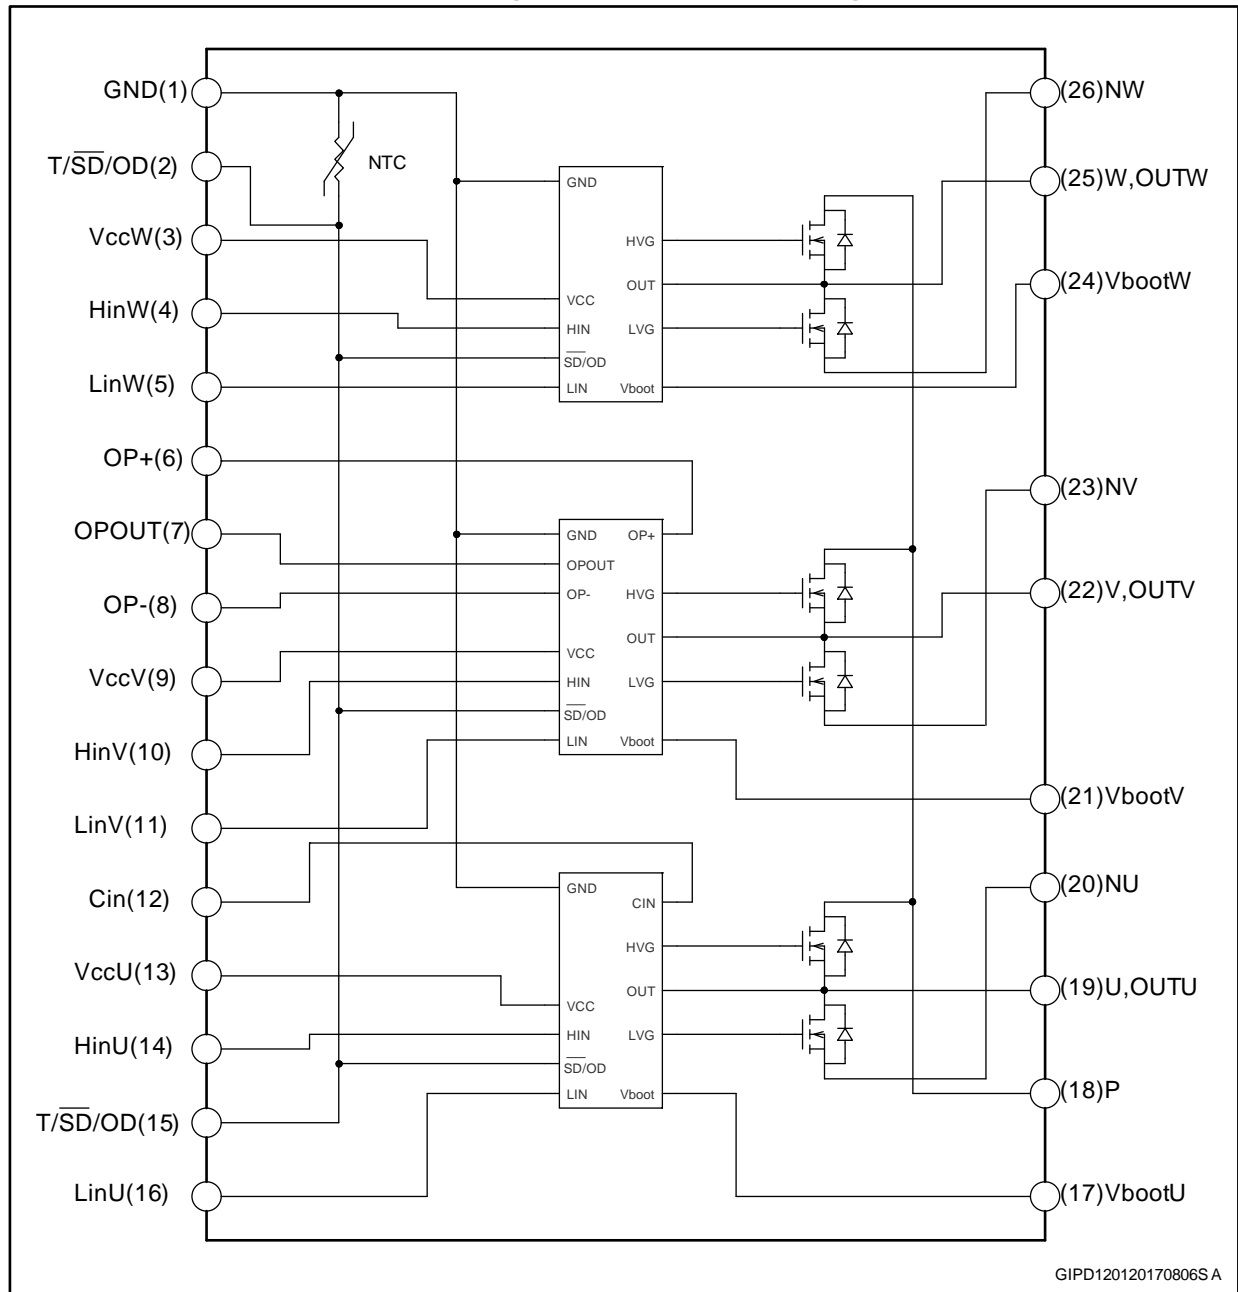 GND(1)
T/SD/OD(2)
VccW(3)
HinW(4)
LinW(5)
OP+(6)
OPOUT(7)
OP-(8)
VccV(9)
HinV(10)
LinV(11)
Cin(12)
VccU(13)
HinU(14)
T/SD/OD(15)
LinU(16)
NTC
GND
HVG
OUT
VCC
HIN
LVG
SD/OD
LIN
Vboot
GND
OP+
OPOUT
OP-
HVG
OUT
VCC
HIN
LVG
SD/OD
LIN
Vboot
GND
CIN
HVG
OUT
VCC
HIN
LVG
SD/OD
LIN
Vboot
(26)NW
(25)W,OUTW
(24)VbootW
(23)NV
(22)V,OUTV
(21)VbootV
(20)NU
(19)U,OUTU
(18)P
(17)VbootU
GIPD120120170806SA